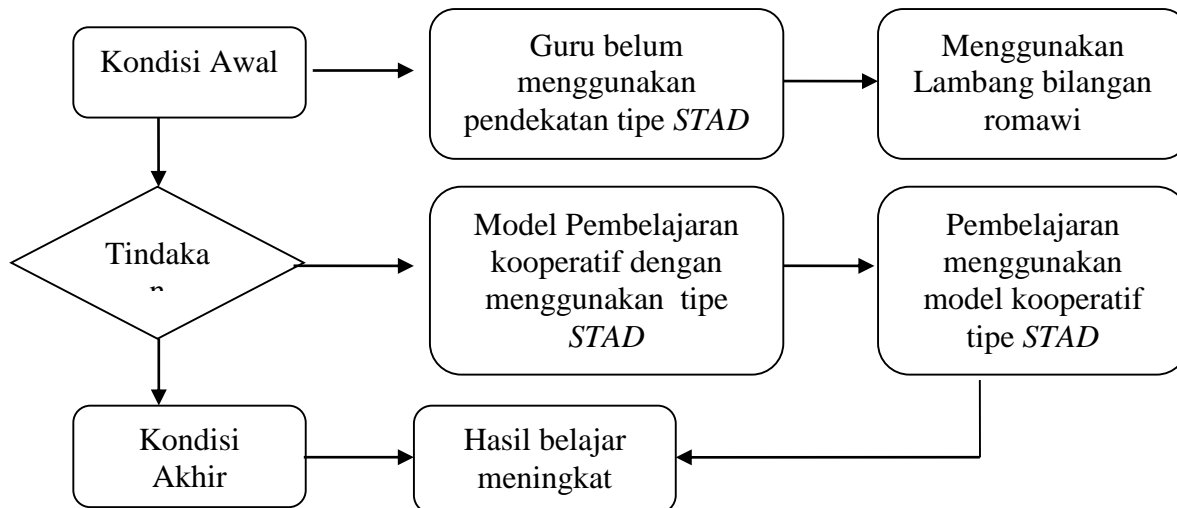 Kondisi Awal
Guru belum
menggunakan
pendekatan tipe STAD
Menggunakan
Lambang bilangan
romawi
Tindaka
n
Model Pembelajaran
kooperatif dengan
menggunakan tipe
STAD
Pembelajaran
menggunakan
model kooperatif
tipe STAD
Kondisi
Akhir
Hasil belajar
meningkat